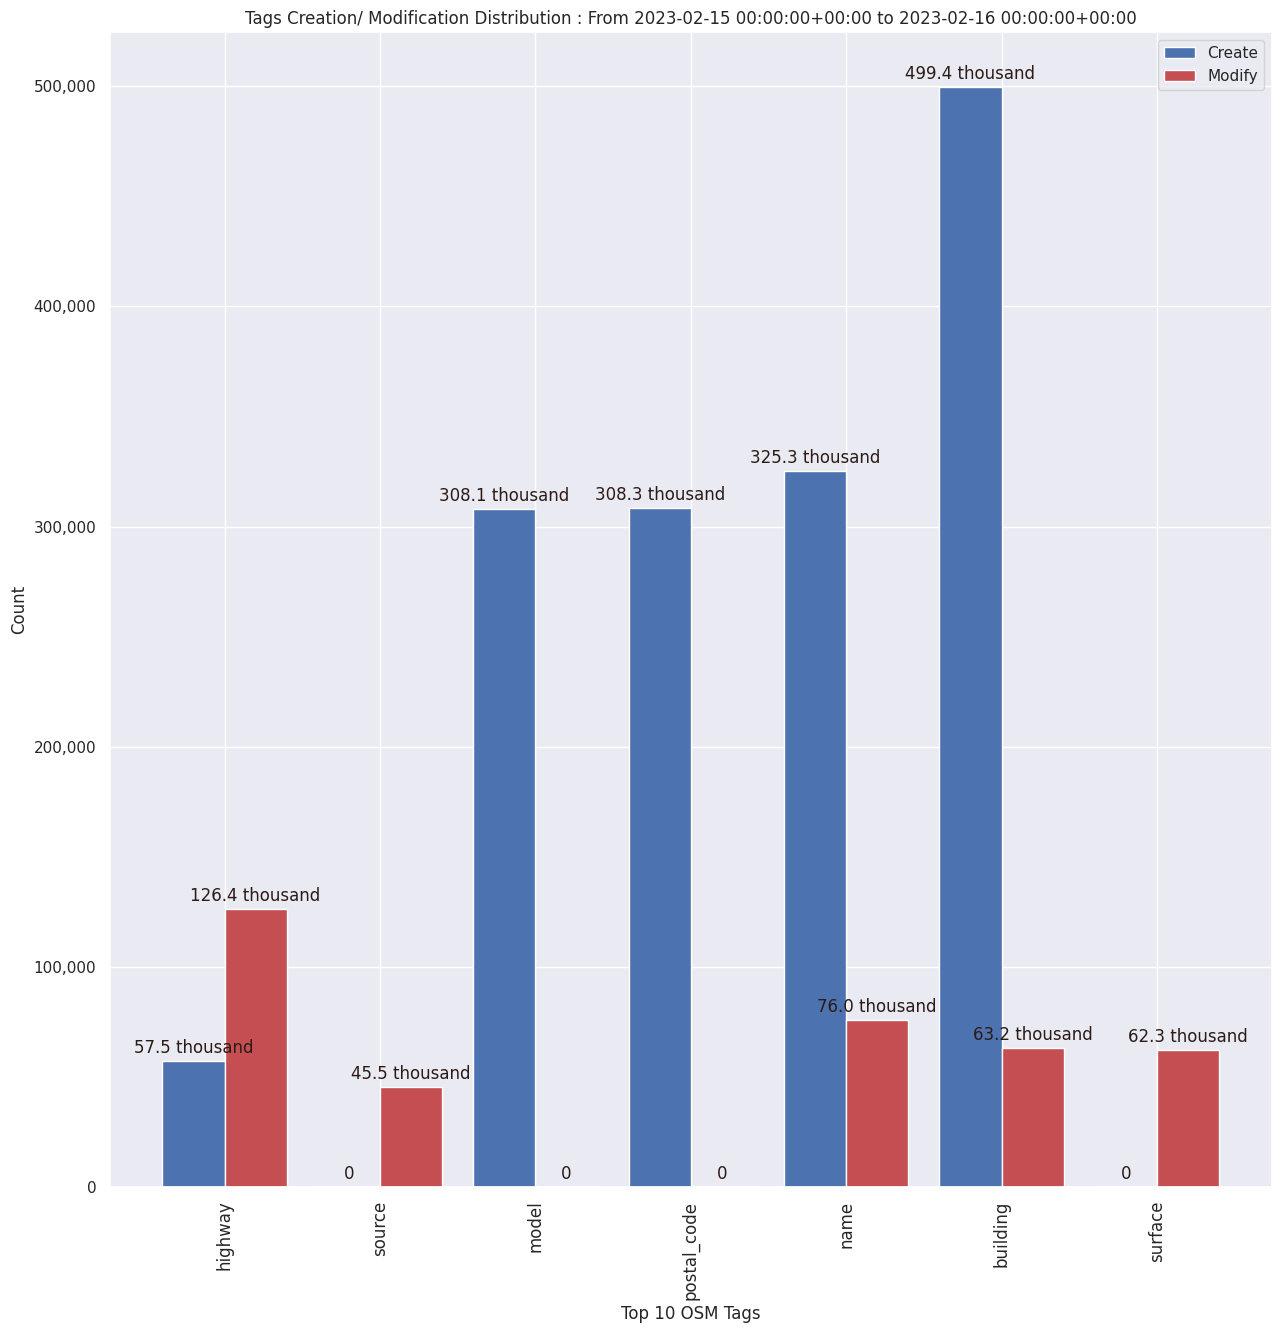 Tags Creation/ Modification Distribution : From 2023-02-15 00:00:00+00:00 to 2023-02-16 00:00:00+00:00
Create
Modify
499.4 thousand
500,000
400,000
325.3 thousand
308.1 thousand
308.3 thousand
300,000
Count
200,000
126.4 thousand
100,000
76.0 thousand
57.5 thousand
63.2 thousand
62.3 thousand
45.5 thousand
0
0
0
0
0
highway
source
model
postal_code
name
building
surface
Top 10 OSM Tags